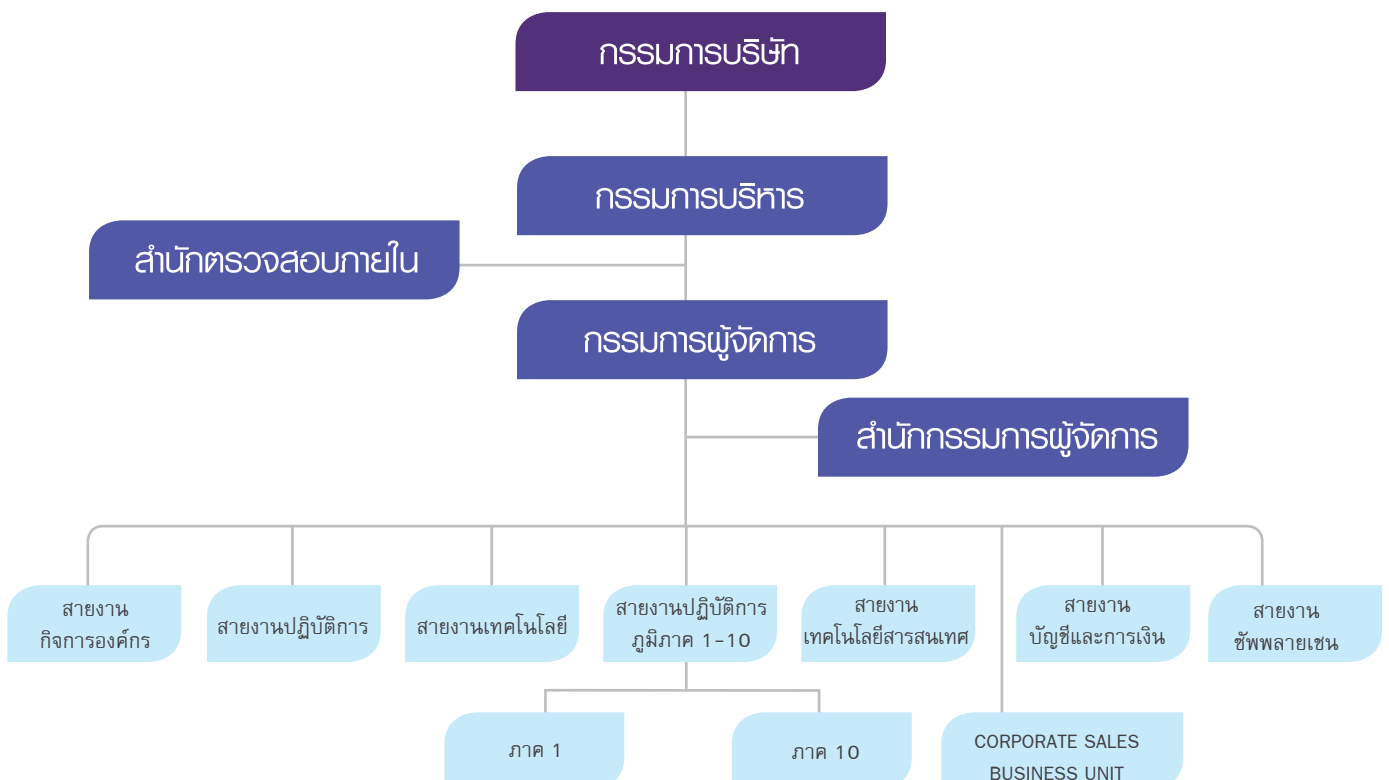 กรรมการบริษัท
กรรมการบริหาร
สำนักตรวจสอบภายใน
กรรมการผู้จัดการ
สำนักกรรมการผู้จัดการ
สายงาน
กิจการองค์กร
สายงานปฏิบัติการ
สายงานเทคโนโลยี
สายงานปฏิบัติการ
ภูมิภาค 1-10
สายงาน
เทคโนโลยีสารสนเทศ
สายงาน
บัญชีและการเงิน
สายงาน
ซัพพลายเชน
ภาค 1
ภาค 10
CORPORATE SALES
BUSINESS UNIT